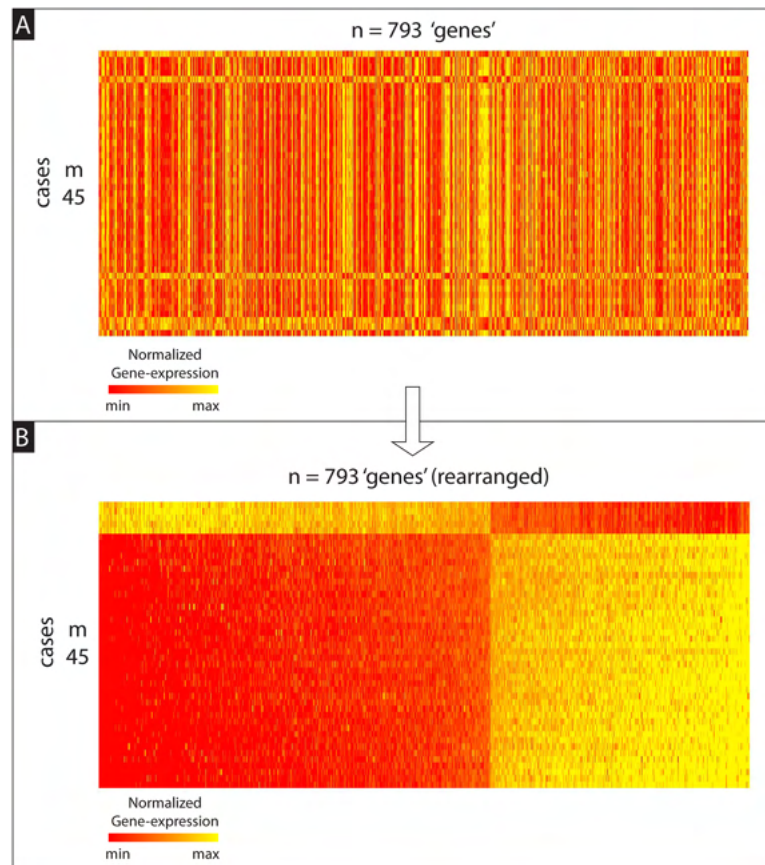 A
n = 793 'genes'
cases
m
45
Normalized
Gene-expression
min max
B
n = 793 'genes' (rearranged)
cases
m
45
Normalized
Gene-expression
min max